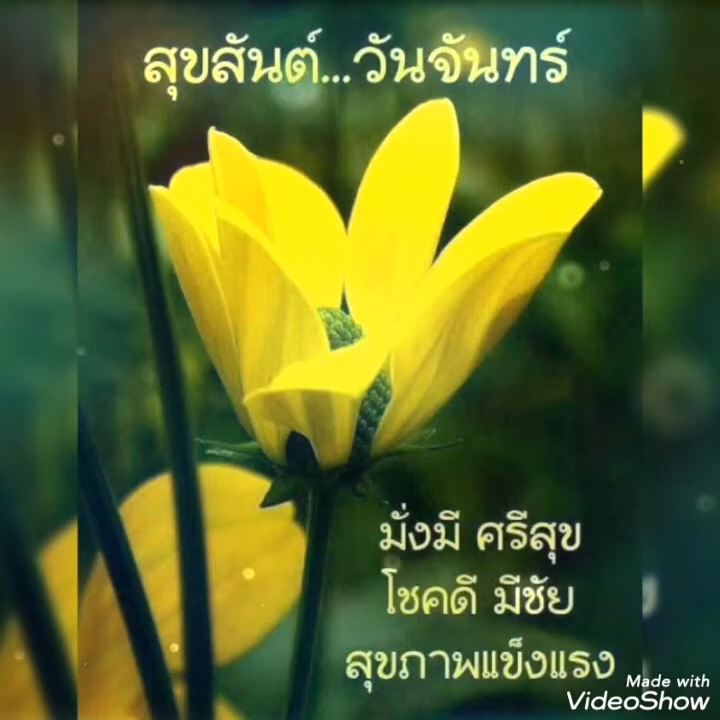 สุขสันต์...วันจันทร์
มั่งมี ศรีสุข
โชคดี มีชัย
สุขภาพแข็งแรง
Made with
VideoShow